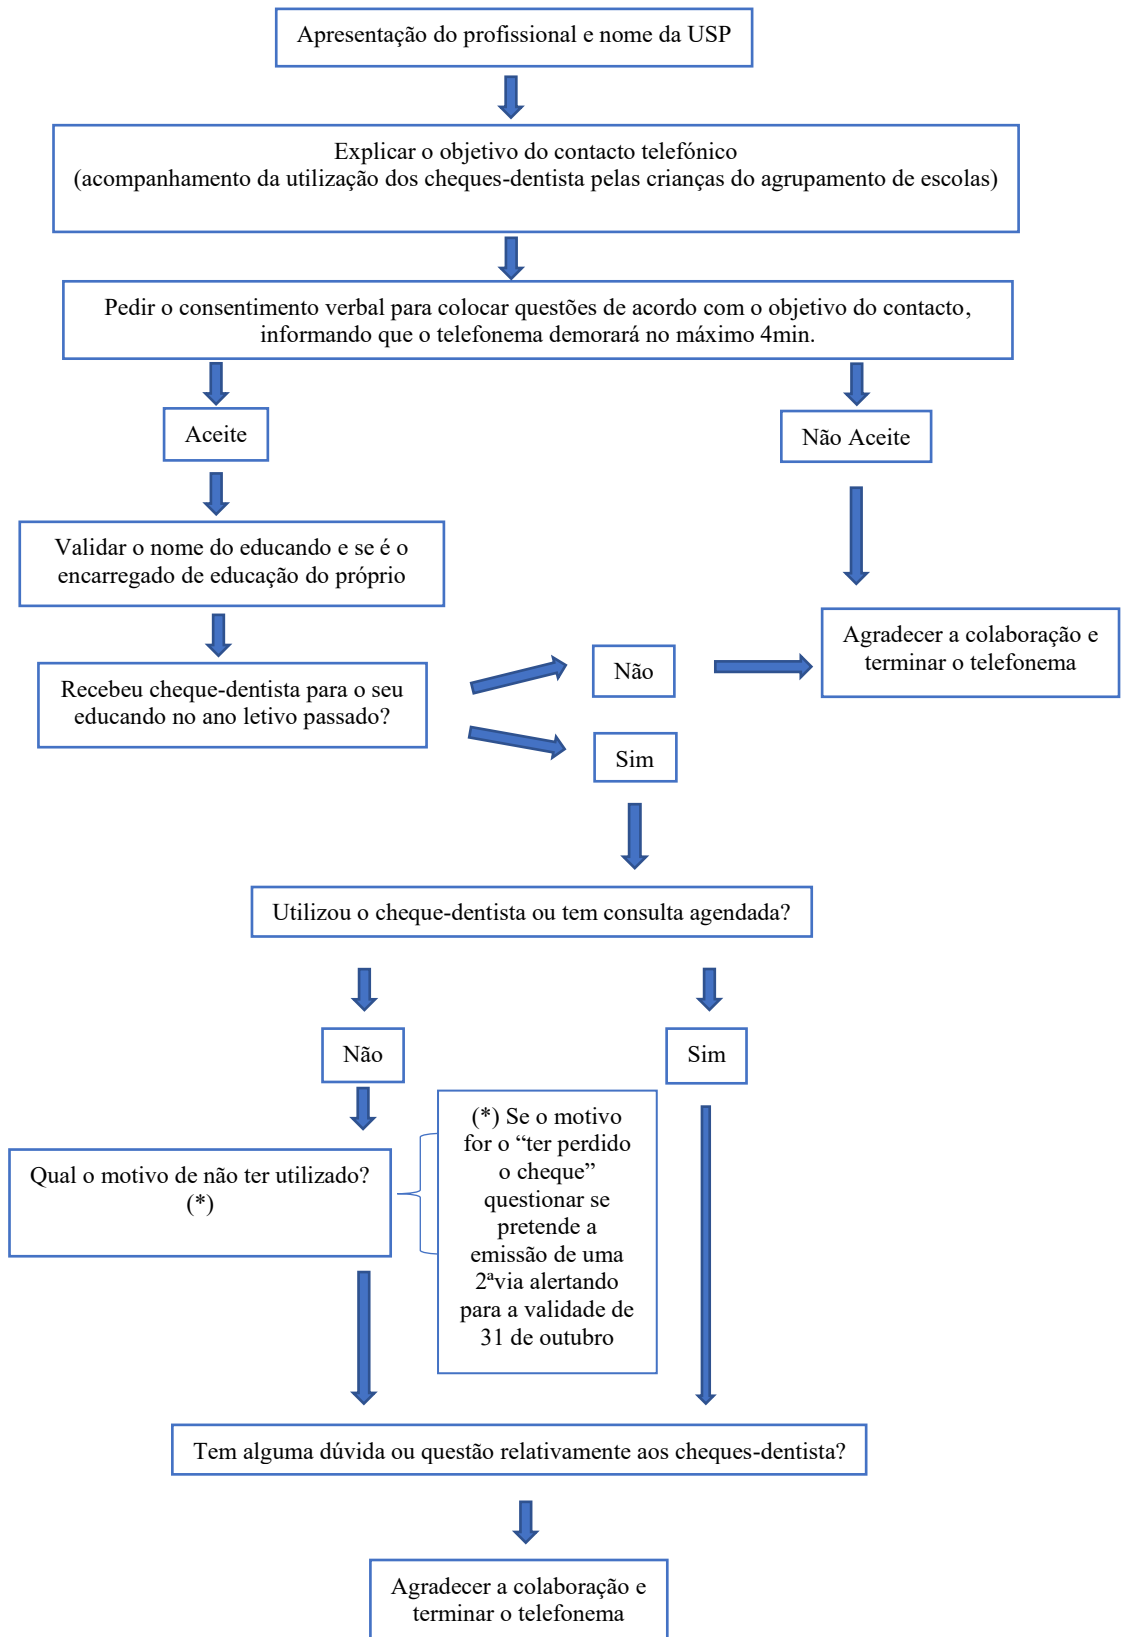 Apresentação do profissional e nome da USP
Explicar o objetivo do contacto telefónico
(acompanhamento da utilização dos cheques-dentista pelas crianças do agrupamento de escolas)
Pedir o consentimento verbal para colocar questões de acordo com o objetivo do contacto,
informando que o telefonema demorará no máximo 4min.
Aceite
Não Aceite
Validar o nome do educando e se é o
encarregado de educação do próprio
Agradecer a colaboração e
terminar o telefonema
Recebeu cheque-dentista para o seu
educando no ano letivo passado?
Não
Sim
Utilizou o cheque-dentista ou tem consulta agendada?
Não
Sim
Qual o motivo de não ter utilizado?
(*)
(*) Se o motivo
for o “ter perdido
o cheque”
questionar se
pretende a
emissão de uma
2ªvia alertando
para a validade de
31 de outubro
Tem alguma dúvida ou questão relativamente aos cheques-dentista?
Agradecer a colaboração e
terminar o telefonema